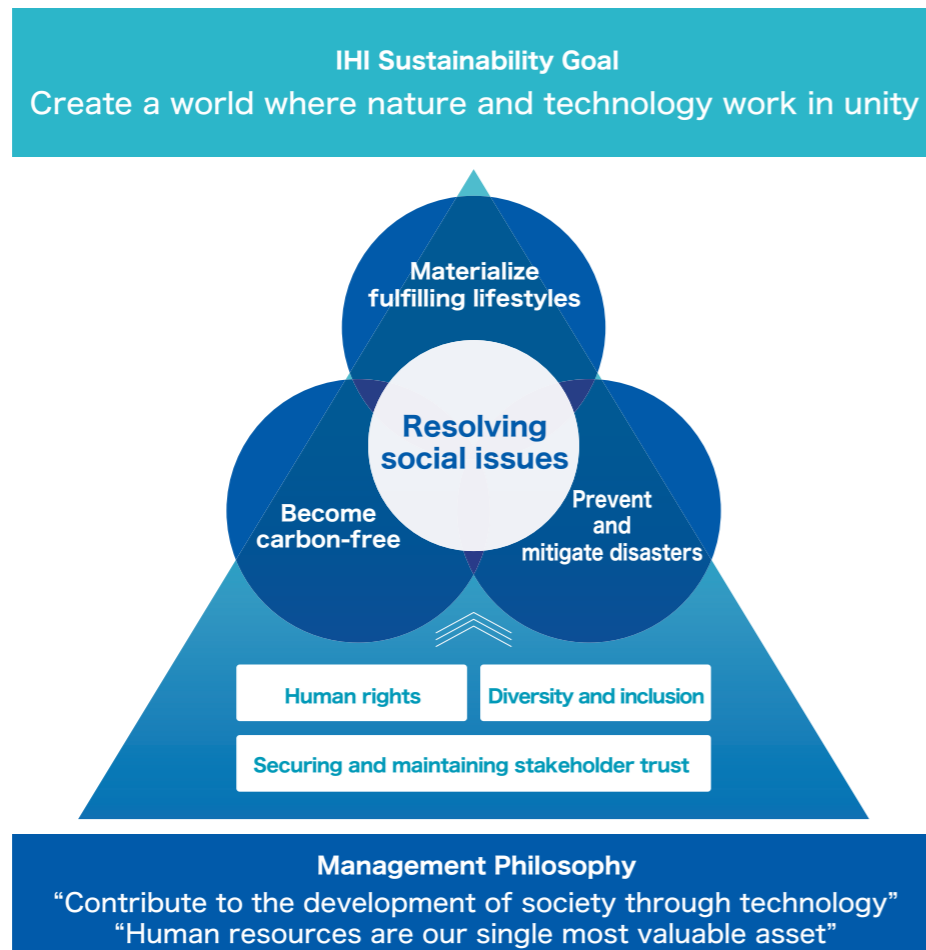 IHI Sustainability Goal
Create a world where nature and technology work in unity
Materialize
fulfilling lifestyles
Resolving
social issues
Become
carbon-free
Prevent
and
mitigate disasters
Human rights
Diversity and inclusion
Securing and maintaining stakeholder trust
Management Philosophy
“Contribute to the development of society through technology”
“Human resources are our single most valuable asset”